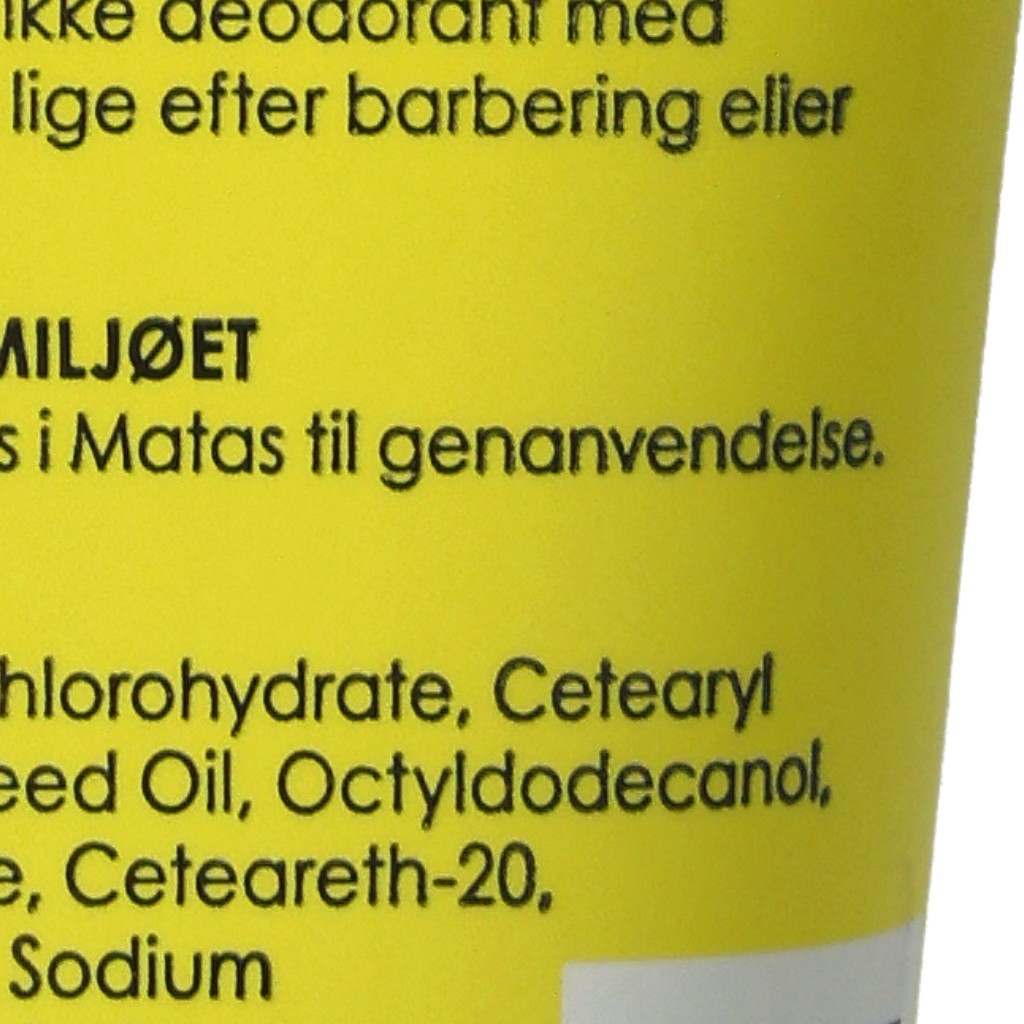 ikke deodorant med
lige efter barbering eller
MILJØET
s i Matas til genanvendelse.
hlorohydrate, Cetearyl
eed Oil, Octyldodecanol,
e, Ceteareth-20,
Sodium